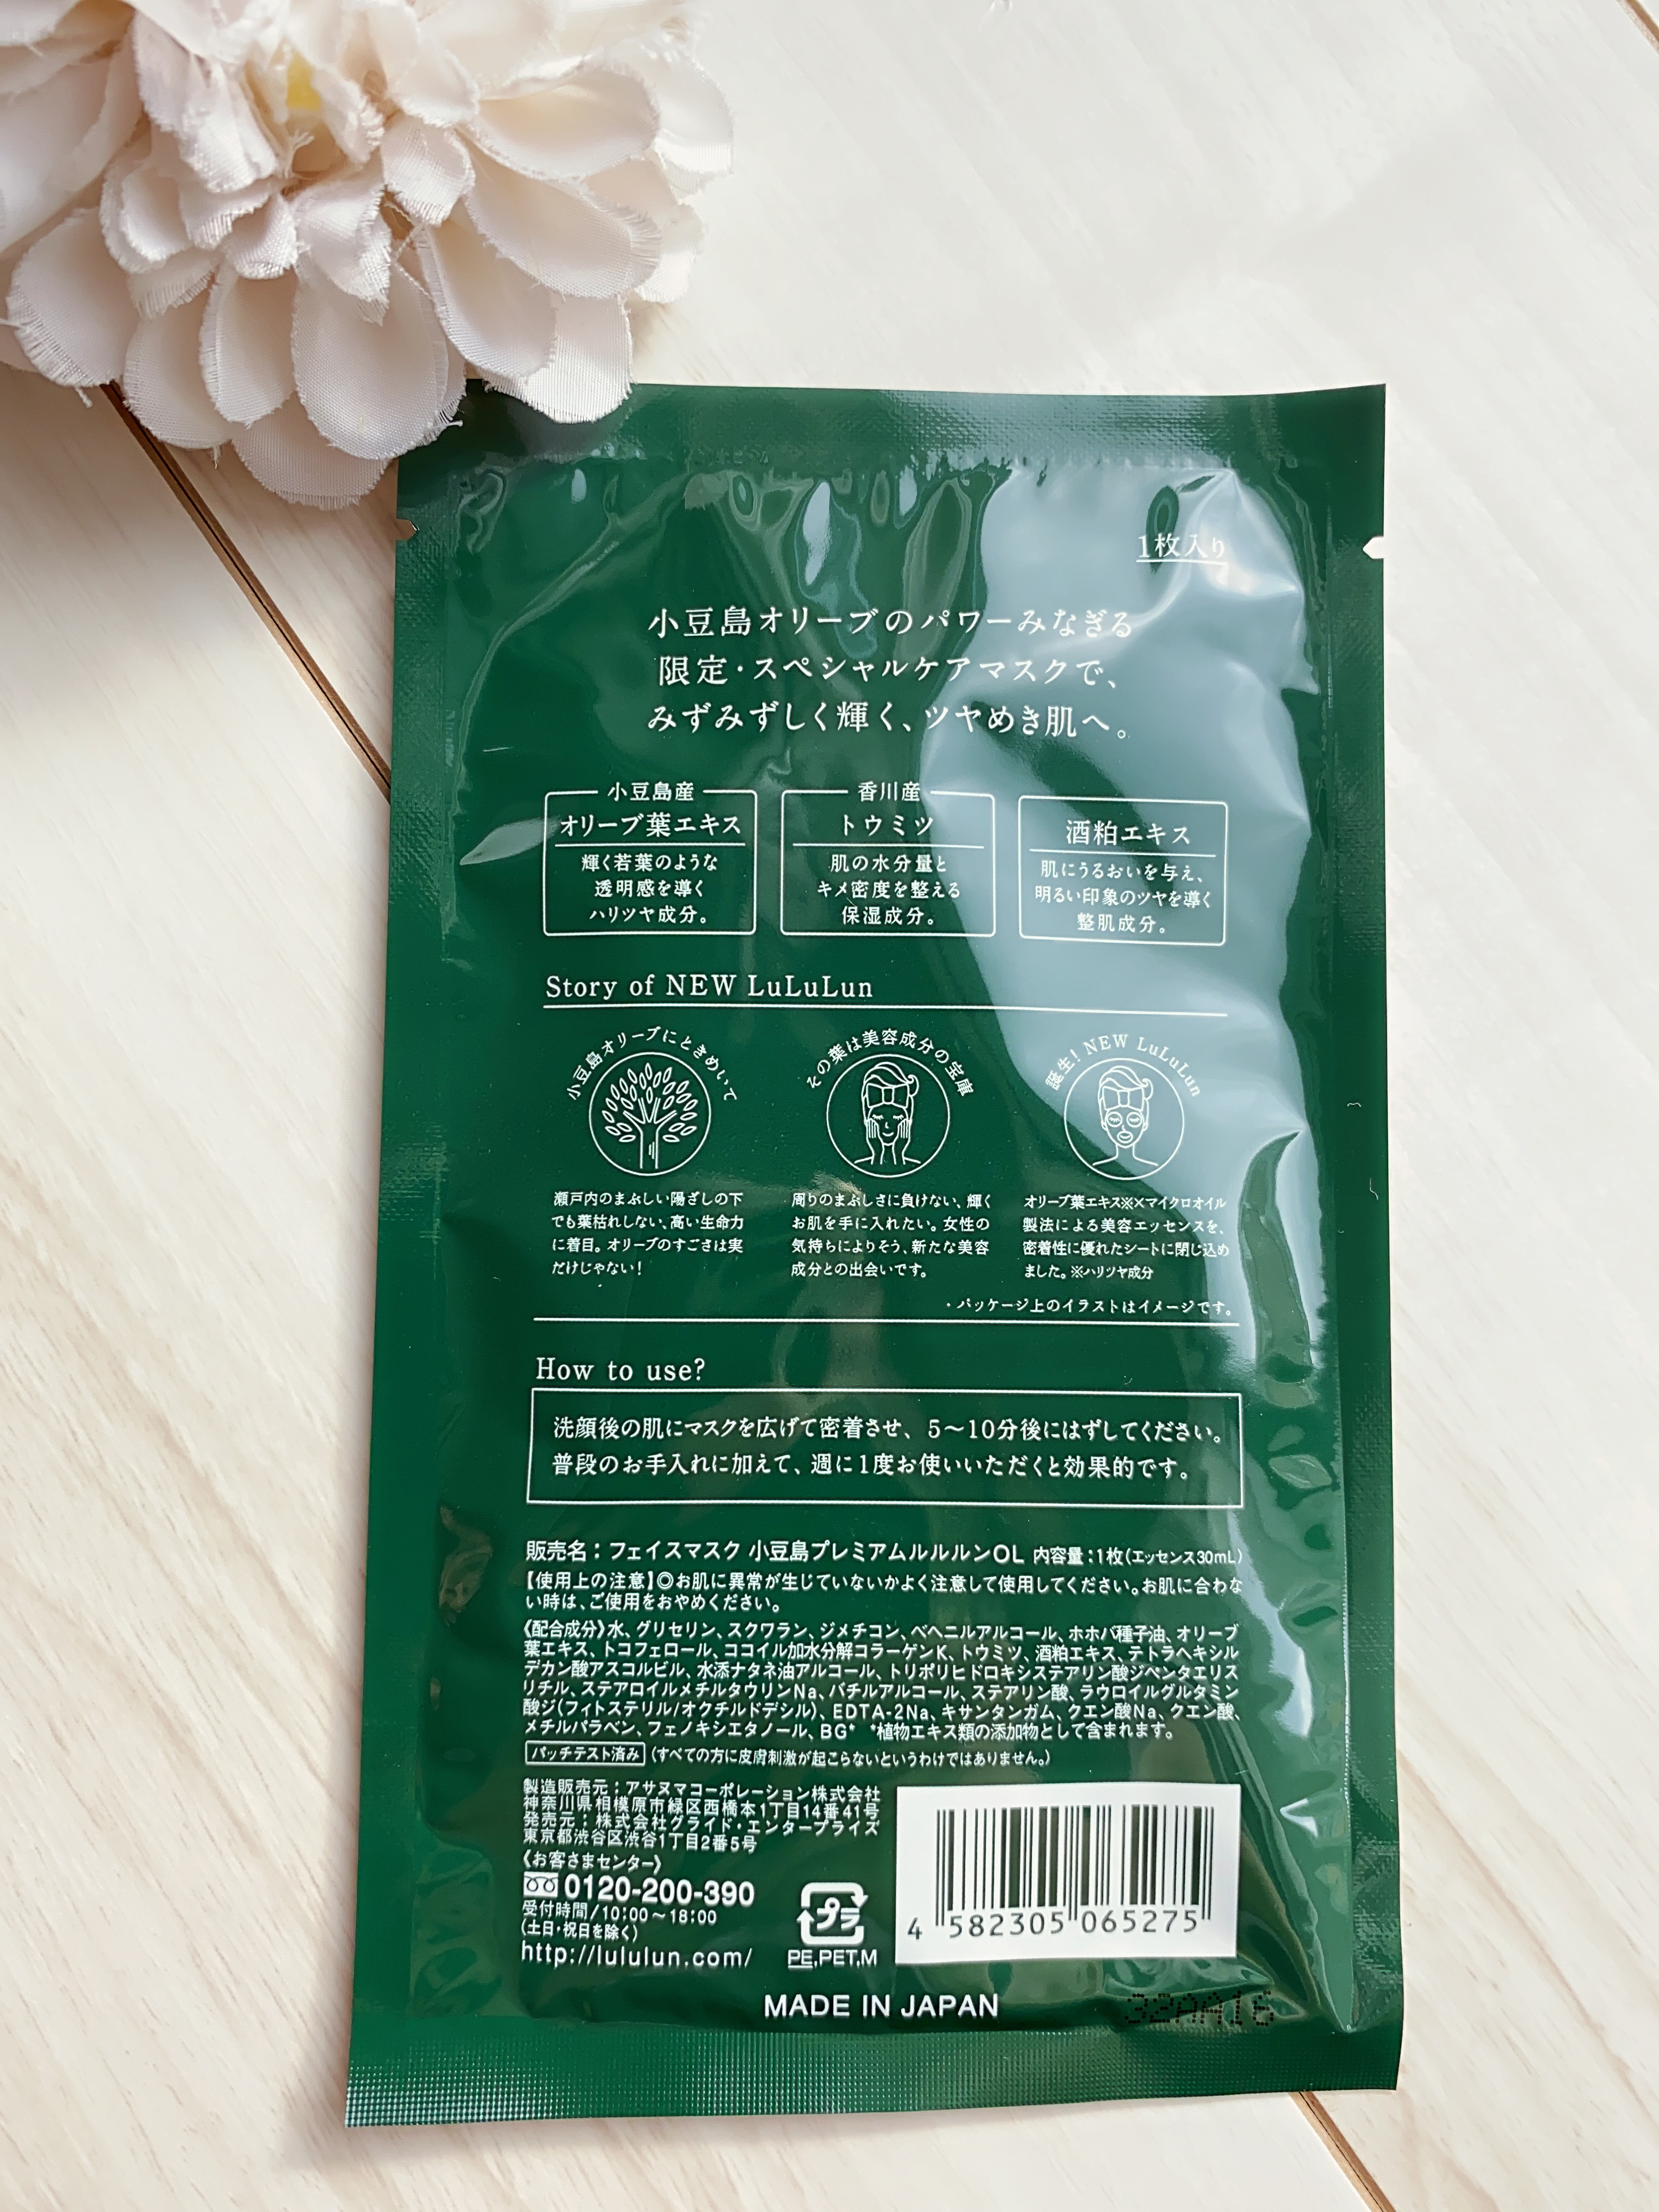 1枚入り
小豆島オリーブのパワーみなぎる
限定・スペシャルケアマスクで、
みずみずしく輝く、ツヤめき肌へ。
小豆島産
オリーブ葉エキス
輝く若葉のような
透明感を導く
ハリツヤ成分。
香川産
トウミツ
肌の水分量と
キメ密度を整える
保湿成分。
酒粕エキス
肌にうるおいを与え、
明るい印象のツヤを導く
整肌成分。
Story of NEW LuLuLun
小豆島オリーブにときめいて
瀬戸内のまぶしい陽ざしの下
でも葉枯れしない、高い生命力
に着目。オリーブのすごさは実
だけじゃない！
その葉は美容成分の宝庫
周りのまぶしさに負けない、輝く
お肌を手に入れたい。女性の
気持ちによりそう、新たな美容
成分との出会いです。
誕生！NEW LuLuLun
オリーブ葉エキス※×マイクロオイル
製法による美容エッセンスを、
密着性に優れたシートに閉じ込め
ました。※ハリツヤ成分
・パッケージ上のイラストはイメージです。
How to use?
洗顔後の肌にマスクを広げて密着させ、5～10分後にはずしてください。
普段のお手入れに加えて、週に1度お使いいただくと効果的です。
販売名：フェイスマスク 小豆島プレミアムルルルンOL 内容量：1枚（エッセンス30mL）
【使用上の注意】◎お肌に異常が生じていないかよく注意して使用してください。お肌に合わな
い時は、ご使用をおやめください。
《配合成分》水、グリセリン、スクワラン、ジメチコン、ベヘニルアルコール、ホホバ種子油、オリーブ
葉エキス、トコフェロール、ココイル加水分解コラーゲンK、トウミツ、酒粕エキス、テトラヘキシル
デカン酸アスコルビル、水添ナタネ油アルコール、トリポリヒドロキシステアリン酸ジペンタエリス
リチル、ステアロイルメチルタウリンNa、バチルアルコール、ステアリン酸、ラウロイルグルタミン
酸ジ（フィトステリル/オクチルドデシル）、EDTA-2Na、キサンタンガム、クエン酸Na、クエン酸、
メチルパラベン、フェノキシエタノール、BG* *植物エキス類の添加物として含まれます。
パッチテスト済み（すべての方に皮膚刺激が起こらないというわけではありません。）
製造販売元：アサヌマコーポレーション株式会社
神奈川県相模原市緑区西橋本1丁目14番41号
発売元：株式会社グライド・エンタープライズ
東京都渋谷区渋谷1丁目2番5号
《お客さまセンター》
0120-200-390
受付時間/10:00～18:00
（土日・祝日を除く）
http://lululun.com/
プラ
PE,PET,M
4 582305 065275
MADE IN JAPAN
32AA16